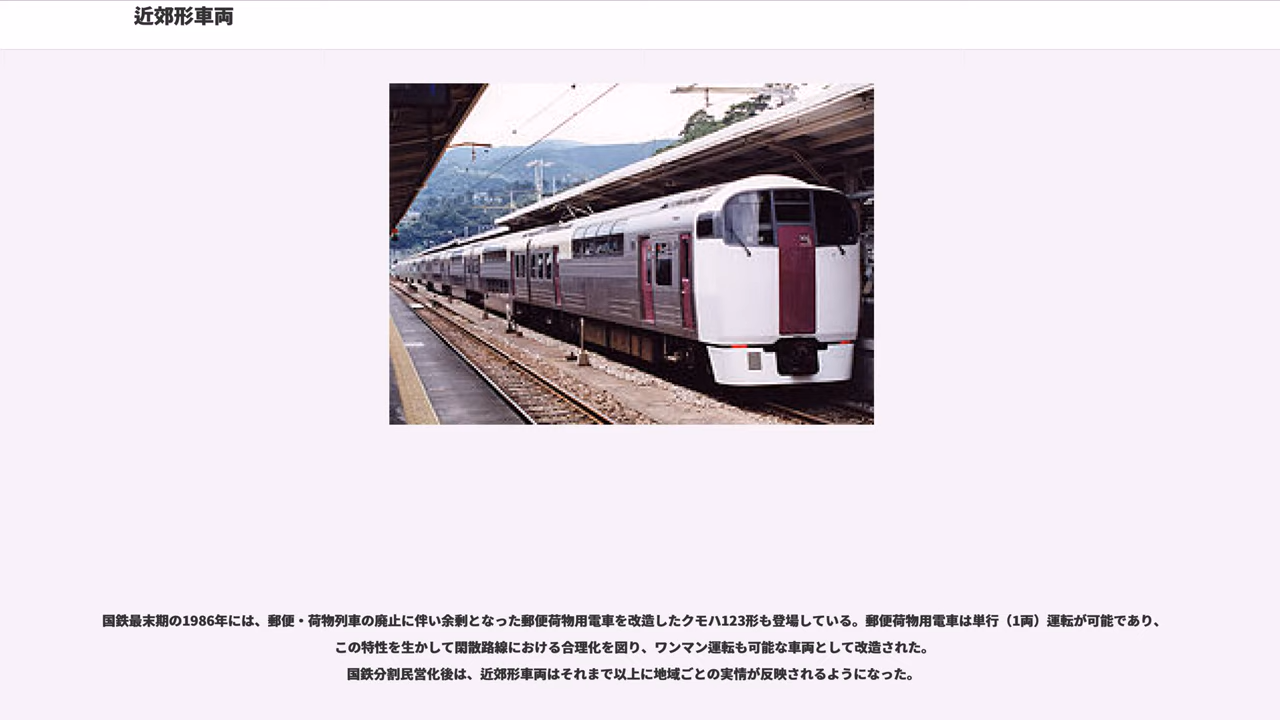 近郊形車両
国鉄最末期の1986年には、郵便・荷物列車の廃止に伴い余剰となった郵便荷物用電車を改造したクモハ123形も登場している。郵便荷物用電車は単行（1両）運転が可能であり、
この特性を生かして閑散路線における合理化を図り、ワンマン運転も可能な車両として改造された。
国鉄分割民営化後は、近郊形車両はそれまで以上に地域ごとの実情が反映されるようになった。